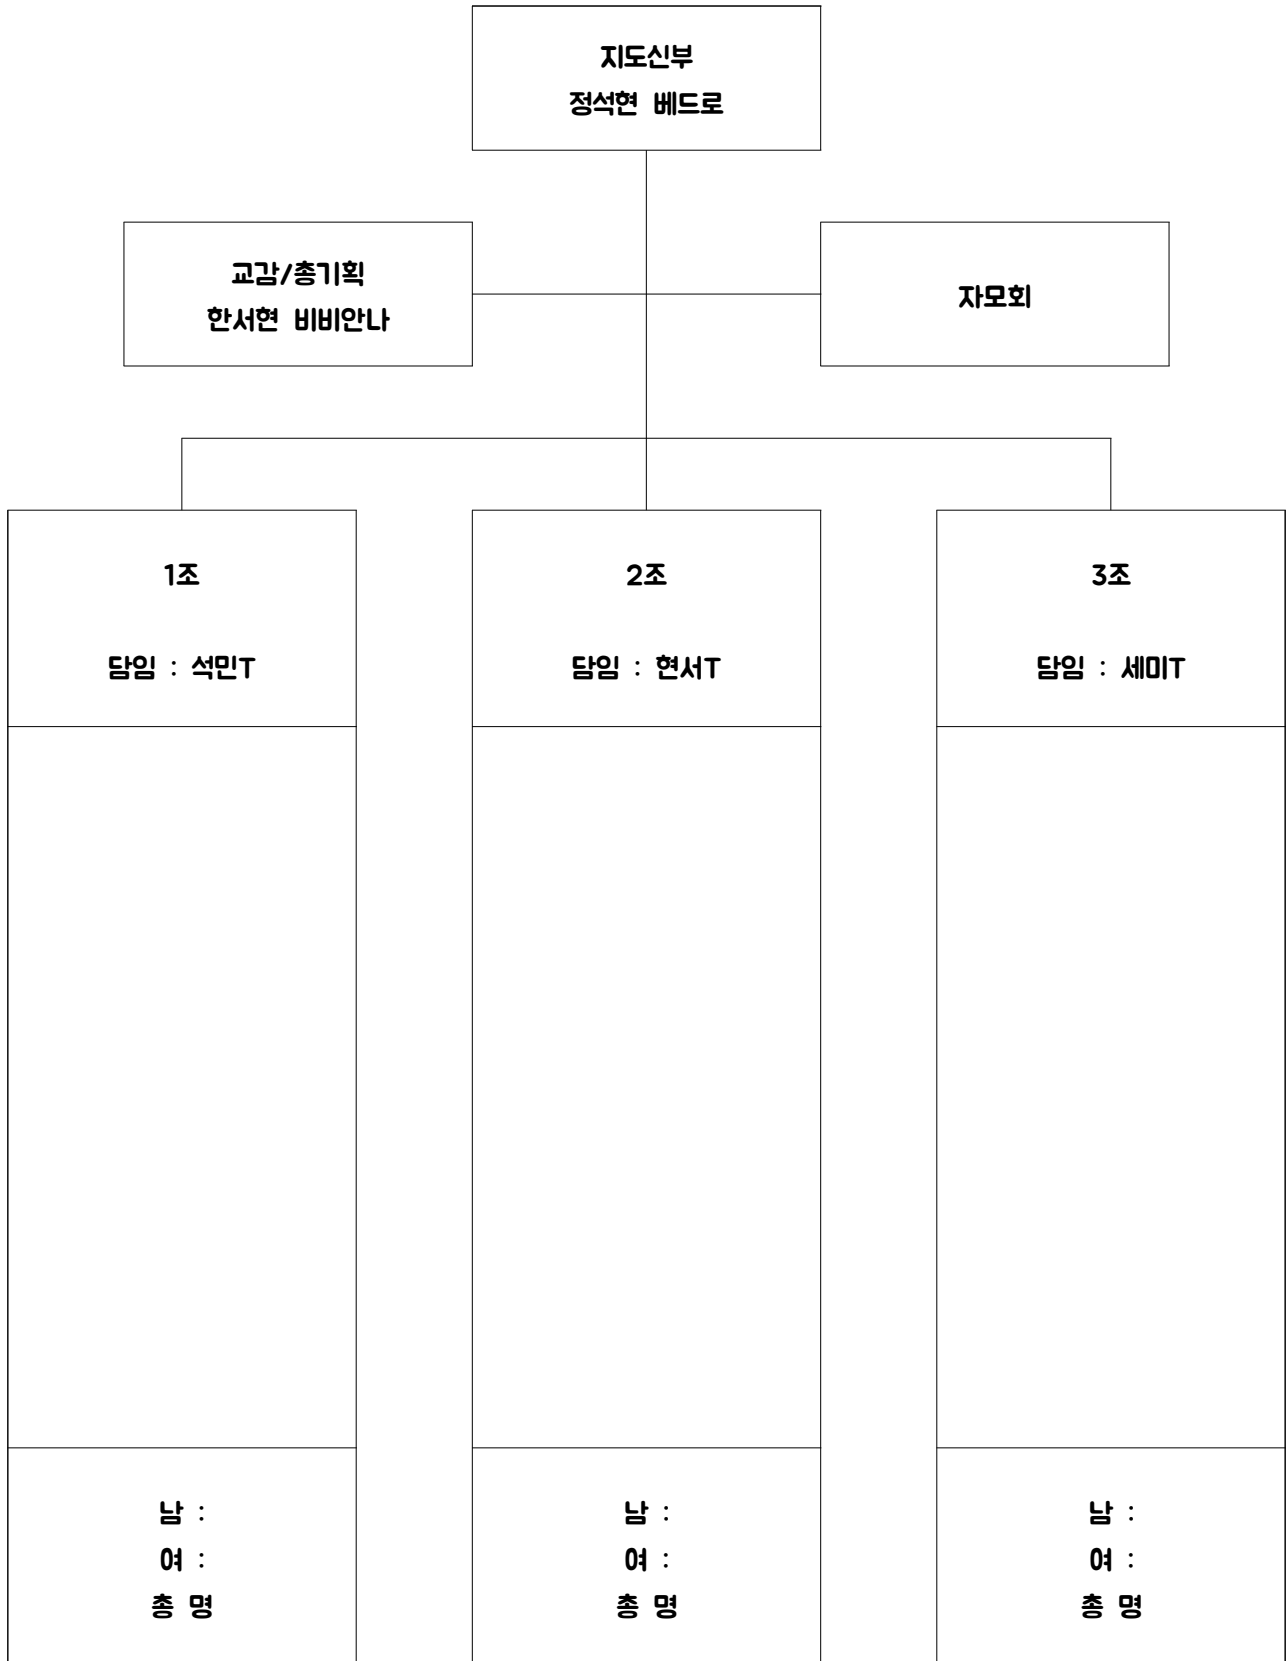 지도신부
정석현 베드로
교감/총기획
한서현 비비안나
자모회
1조
담임 : 석민T
2조
담임 : 현서T
3조
담임 : 세미T
남 :
여 :
총 명
남 :
여 :
총 명
남 :
여 :
총 명